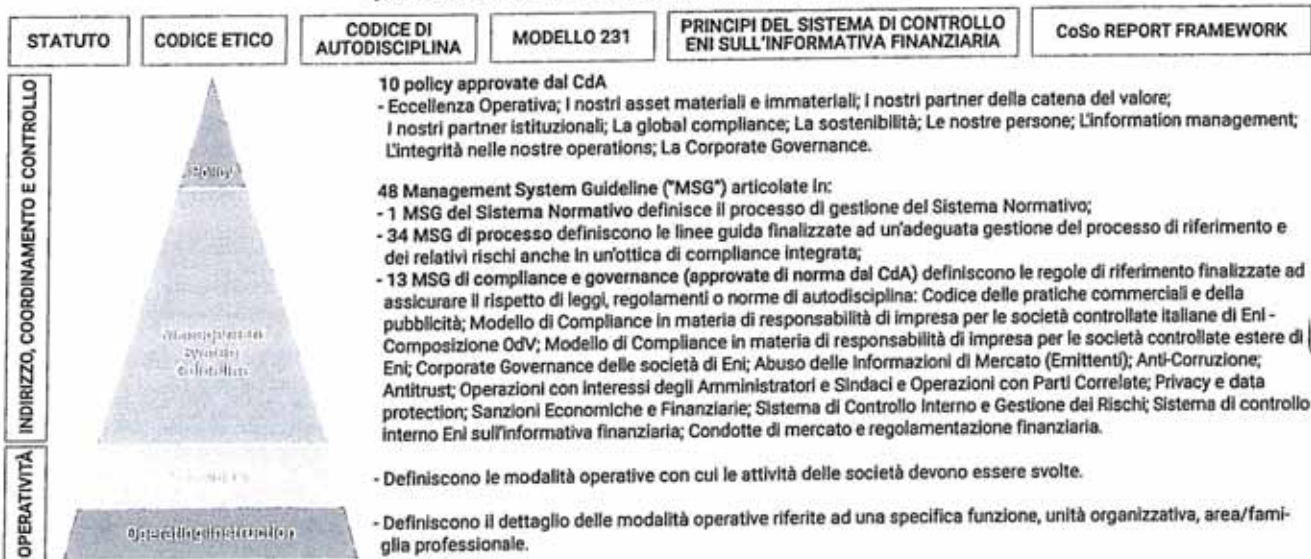 STATUTO
CODICE ETICO
CODICE DI
AUTODISCIPLINA
MODELLO 231
PRINCIPI DEL SISTEMA DI CONTROLLO
ENI SULL'INFORMATIVA FINANZIARIA
CoSo REPORT FRAMEWORK
INDIRIZZO, COORDINAMENTO E CONTROLLO
Policy
10 policy approvate dal CdA
- Eccellenza Operativa; I nostri asset materiali e immateriali; I nostri partner della catena del valore;
I nostri partner istituzionali; La global compliance; La sostenibilità; Le nostre persone; L'information management;
L'integrità nelle nostre operations; La Corporate Governance.
48 Management System Guideline ("MSG") articolate in:
- 1 MSG del Sistema Normativo definisce il processo di gestione del Sistema Normativo;
- 34 MSG di processo definiscono le linee guida finalizzate ad un'adeguata gestione del processo di riferimento e
dei relativi rischi anche in un'ottica di compliance integrata;
- 13 MSG di compliance e governance (approvate di norma dal CdA) definiscono le regole di riferimento finalizzate ad
assicurare il rispetto di leggi, regolamenti o norme di autodisciplina: Codice delle pratiche commerciali e della
pubblicità; Modello di Compliance in materia di responsabilità di impresa per le società controllate italiane di Eni -
Composizione OdV; Modello di Compliance in materia di responsabilità di impresa per le società controllate estere di
Eni; Corporate Governance delle società di Eni; Abuso delle Informazioni di Mercato (Emittenti); Anti-Corruzione;
Antitrust; Operazioni con interessi degli Amministratori e Sindaci e Operazioni con Parti Correlate; Privacy e data
protection; Sanzioni Economiche e Finanziarie; Sistema di Controllo Interno e Gestione dei Rischi; Sistema di controllo
interno Eni sull'informativa finanziaria; Condotte di mercato e regolamentazione finanziaria.
OPERATIVITÀ
- Definiscono le modalità operative con cui le attività delle società devono essere svolte.
Operating Instruction
- Definiscono il dettaglio delle modalità operative riferite ad una specifica funzione, unità organizzativa, area/fami-
glia professionale.